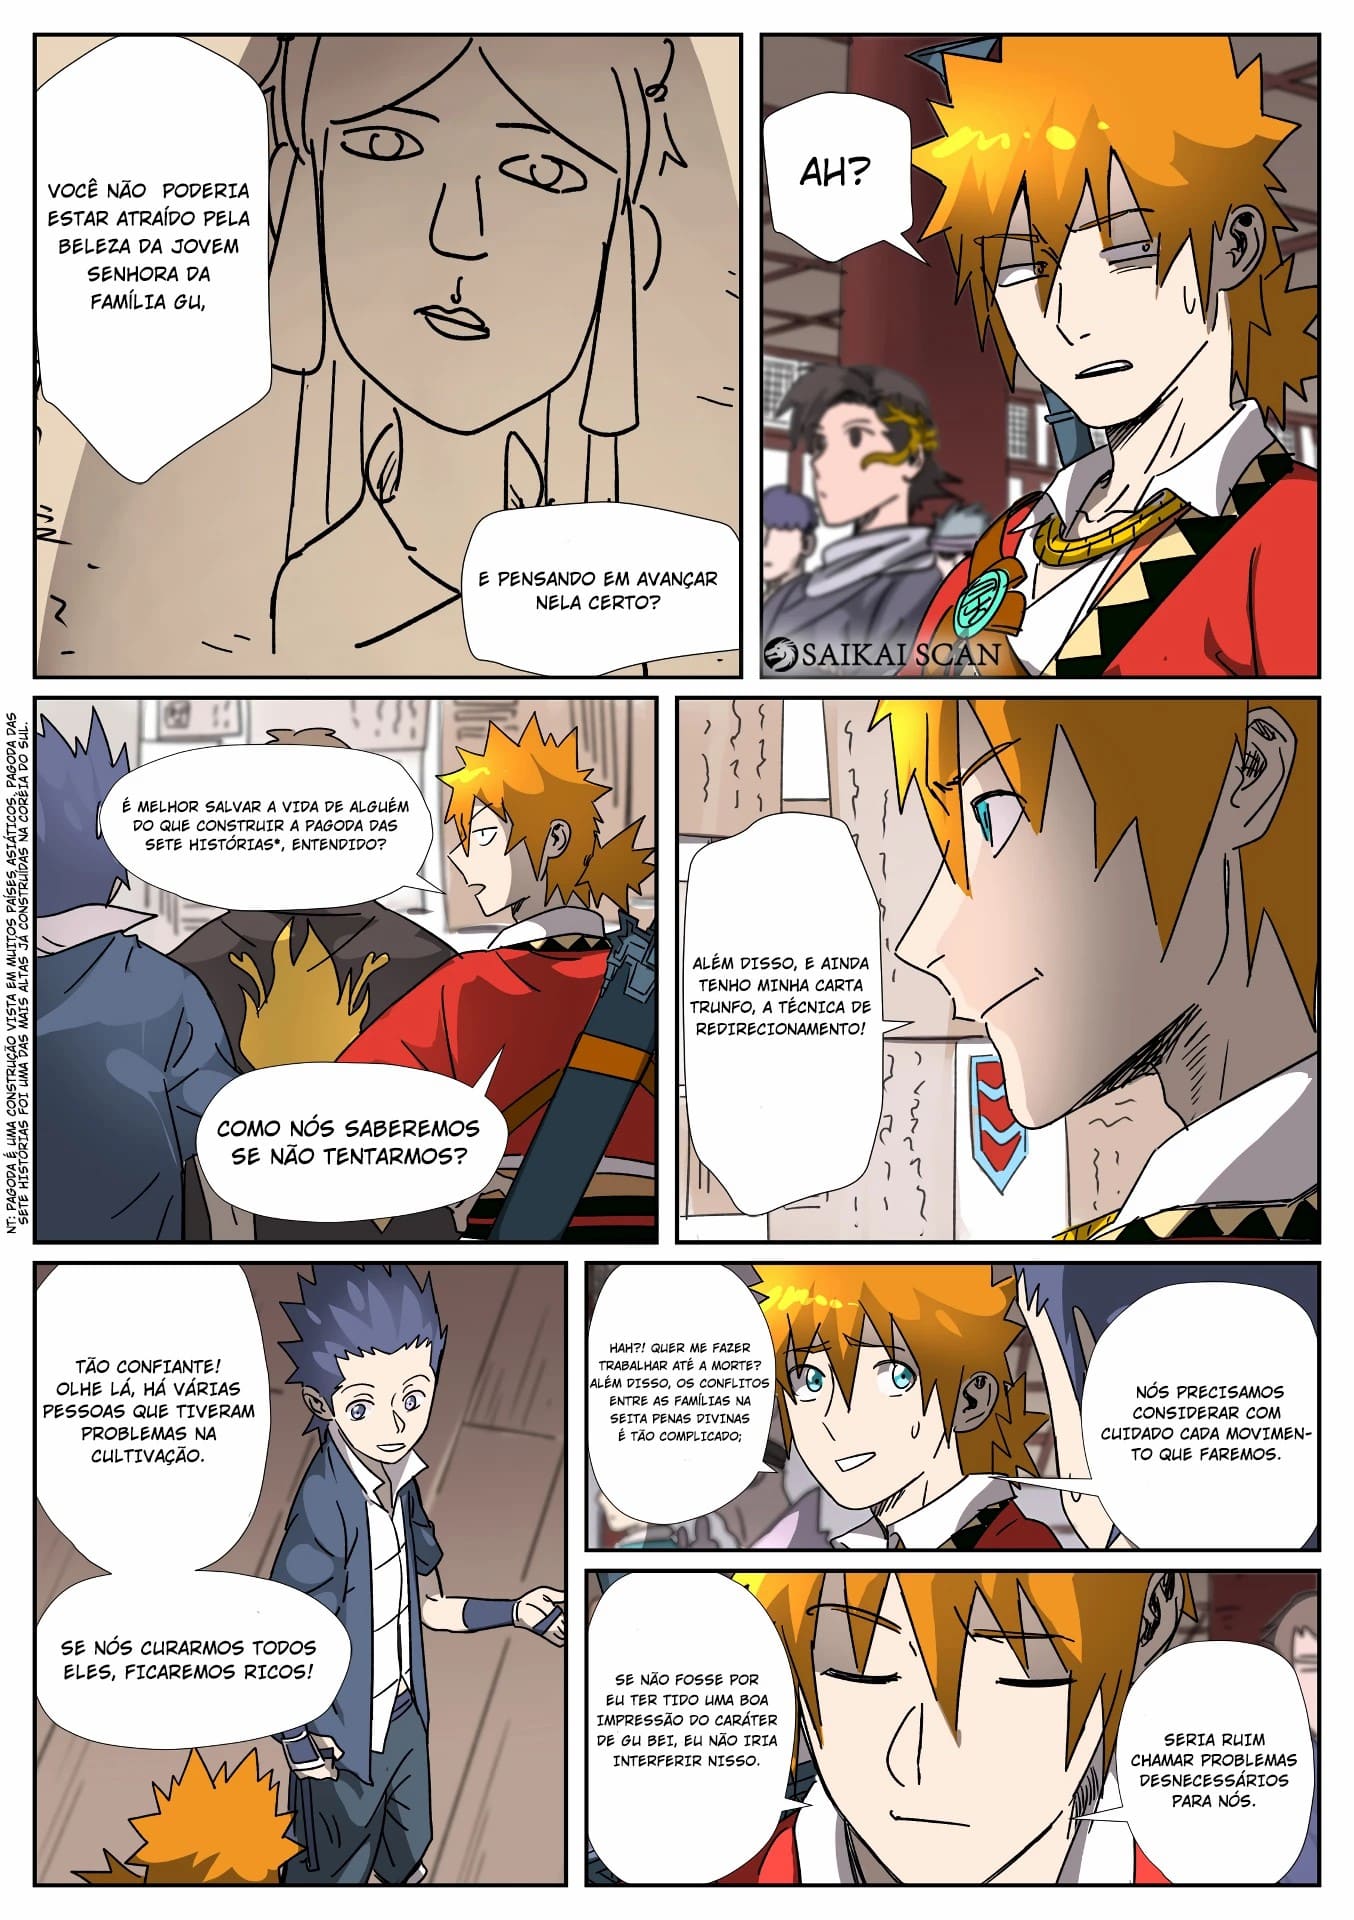 VOCÊ NÃO PODERIA
ESTAR ATRAÍDO PELA
BELEZA DA JOVEM
SENHORA DA
FAMÍLIA GU,
E PENSANDO EM AVANÇAR
NELA CERTO?
AH?
SAIKAI SCAN
É MELHOR SALVAR A VIDA DE ALGUÉM
DO QUE CONSTRUIR A PAGODA DAS
SETE HISTÓRIAS*, ENTENDIDO?
COMO NÓS SABEREMOS
SE NÃO TENTARMOS?
NT: PAGODA É UMA CONSTRUÇÃO VISTA EM MUITOS PAÍSES ASIÁTICOS, PAGODA DAS
SETE HISTÓRIAS FOI UMA DAS MAIS ALTAS JÁ CONSTRUÍDAS NA CORÉIA DO SUL.
ALÉM DISSO, E AINDA
TENHO MINHA CARTA
TRUNFO, A TÉCNICA DE
REDIRECIONAMENTO!
TÃO CONFIANTE!
OLHE LÁ, HÁ VÁRIAS
PESSOAS QUE TIVERAM
PROBLEMAS NA
CULTIVAÇÃO.
SE NÓS CURARMOS TODOS
ELES, FICAREMOS RICOS!
HAH?! QUER ME FAZER
TRABALHAR ATÉ A MORTE?
ALÉM DISSO, OS CONFLITOS
ENTRE AS FAMÍLIAS NA
SEITA PENAS DIVINAS
É TÃO COMPLICADO;
NÓS PRECISAMOS
CONSIDERAR COM
CUIDADO CADA MOVIMEN-
TO QUE FAREMOS.
SE NÃO FOSSE POR
EU TER TIDO UMA BOA
IMPRESSÃO DO CARÁTER
DE GU BEI, EU NÃO IRIA
INTERFERIR NISSO.
SERIA RUIM
CHAMAR PROBLEMAS
DESNECESSÁRIOS
PARA NÓS.